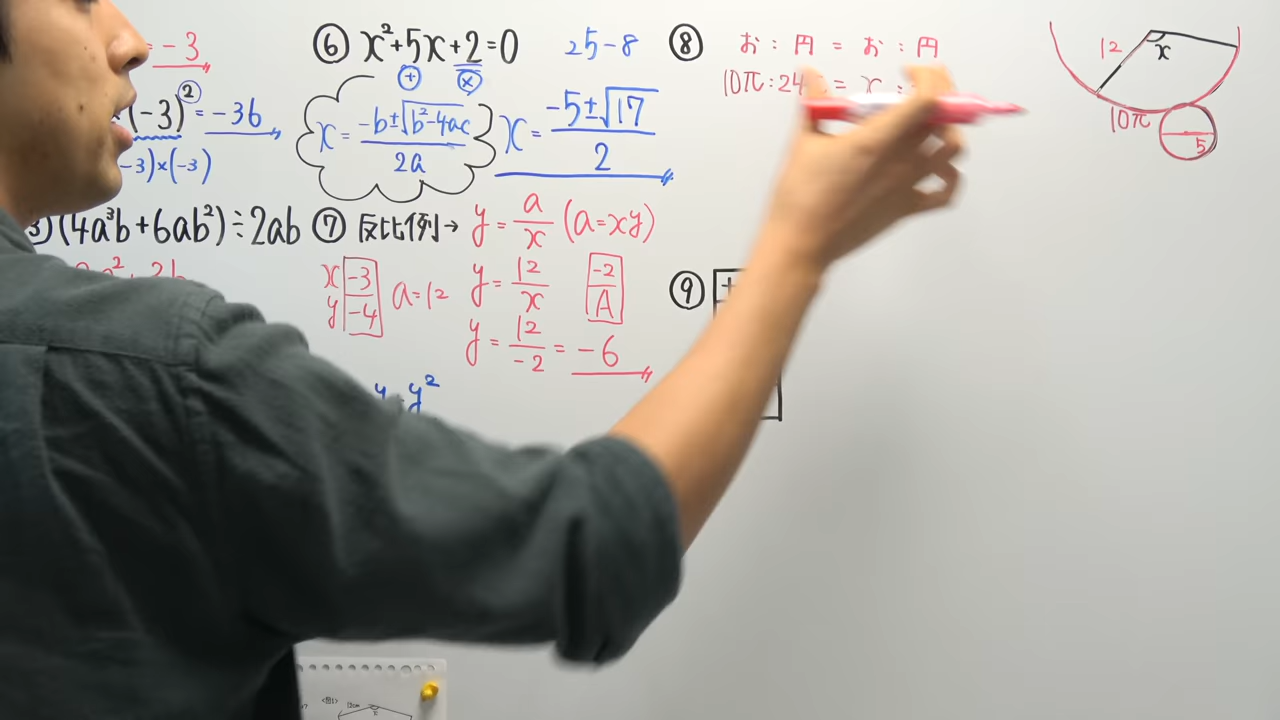 = -3
(-3)² = -36
-3)×(-3)
3) (4a³b+6ab²)÷2ab
⑥ x²+5x+2=0
25-8
+ ×
x = -b±√b²-4ac / 2a
x = -5±√17 / 2
⑦ 反比例→ y = a/x (a=xy)
x -3
y -4
a=12
y = 12/x
-2
A
y = 12/-2 = -6
y²
⑧ お : 円 = お : 円
10π : 24 = x :
12
x
10π
5
⑨